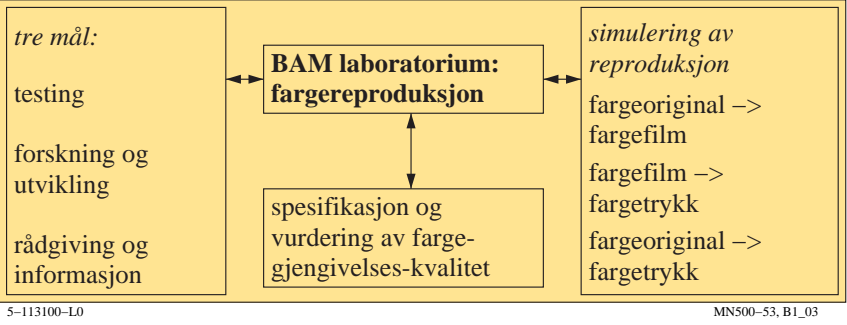 tre mål:
testing
forskning og
utvikling
rådgiving og
informasjon
BAM laboratorium:
fargereproduksjon
spesifikasjon og
vurdering av farge-
gjengivelses-kvalitet
simulering av
reproduksjon
fargeoriginal −>
fargefilm
fargefilm −>
fargetrykk
fargeoriginal −>
fargetrykk
5−113100−L0
MN500−53, B1_03